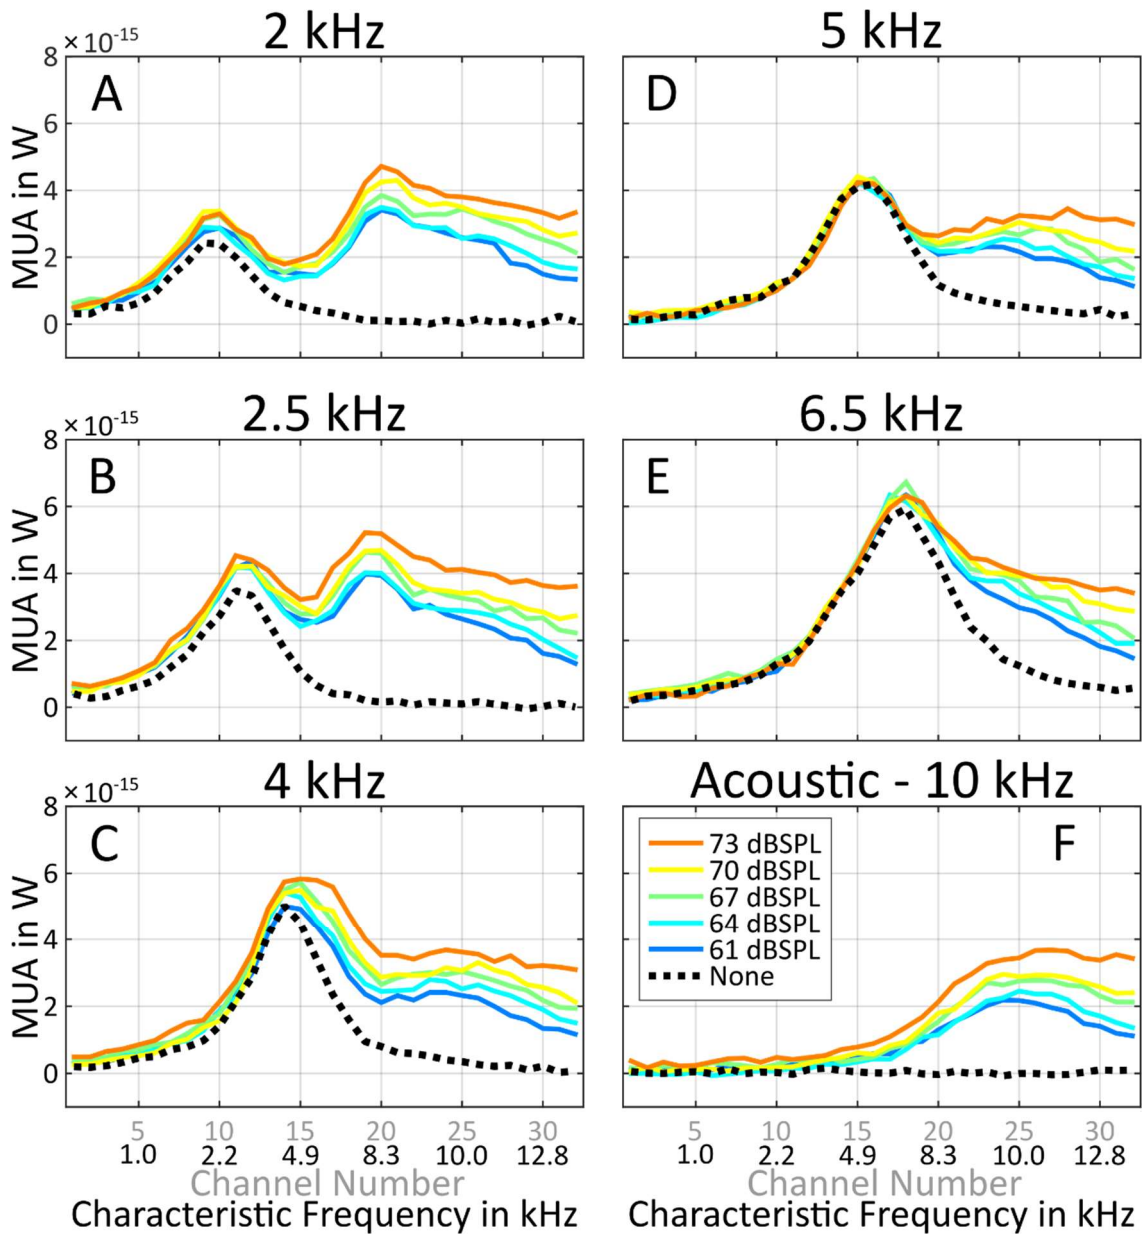 2 kHz
×10-15
A
MUA in W
8
6
4
2
0
5 kHz
D
2.5 kHz
×10-15
B
MUA in W
8
6
4
2
0
6.5 kHz
E
4 kHz
×10-15
C
MUA in W
8
6
4
2
0
5 10 15 20 25 30
1.0 2.2 4.9 8.3 10.0 12.8
Channel Number
Characteristic Frequency in kHz
Acoustic - 10 kHz
F
73 dBSPL
70 dBSPL
67 dBSPL
64 dBSPL
61 dBSPL
None
5 10 15 20 25 30
1.0 2.2 4.9 8.3 10.0 12.8
Channel Number
Characteristic Frequency in kHz